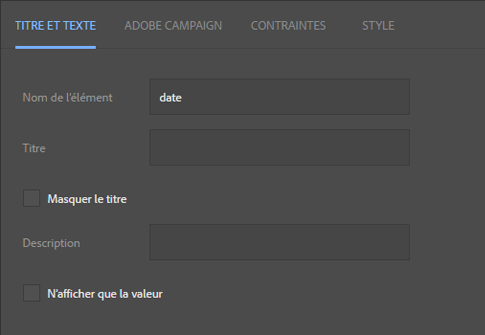 TITRE ET TEXTE ADOBE CAMPAIGN CONTRAINTES STYLE
Nom de l'élément date
Titre
Masquer le titre
Description
N'afficher que la valeur